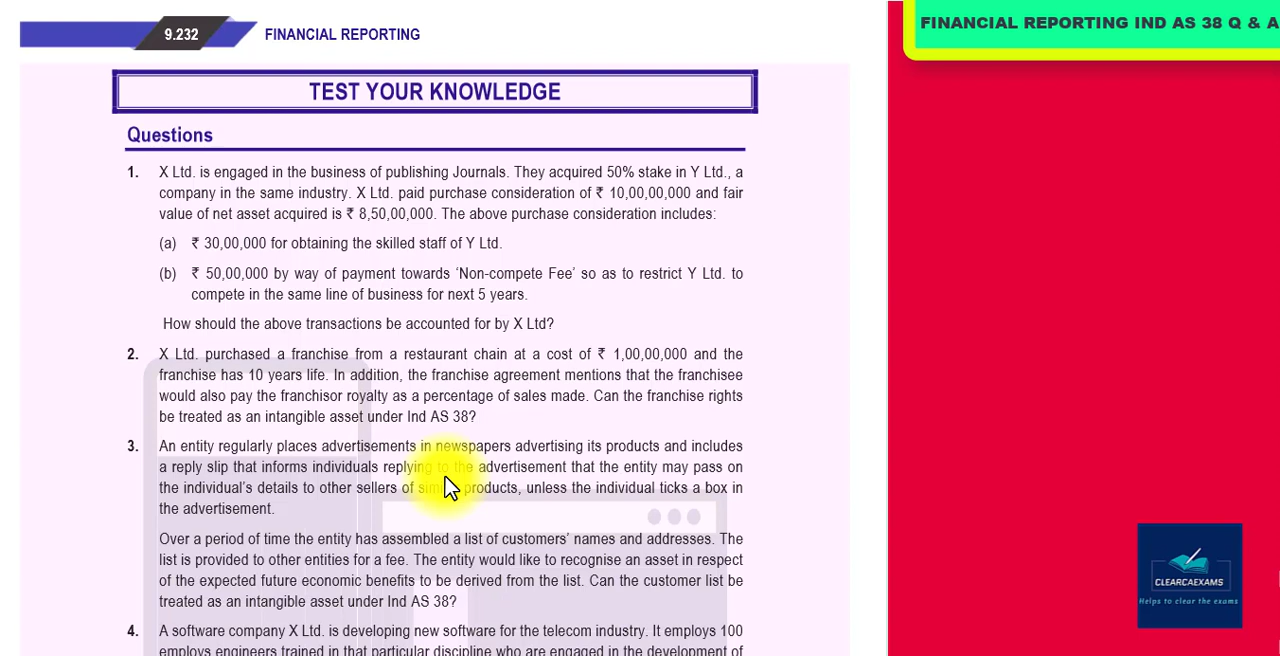 9.232 FINANCIAL REPORTING
FINANCIAL REPORTING IND AS 38 Q & A
TEST YOUR KNOWLEDGE
Questions
1. X Ltd. is engaged in the business of publishing Journals. They acquired 50% stake in Y Ltd., a
company in the same industry. X Ltd. paid purchase consideration of ₹ 10,00,00,000 and fair
value of net asset acquired is ₹ 8,50,00,000. The above purchase consideration includes:
(a) ₹ 30,00,000 for obtaining the skilled staff of Y Ltd.
(b) ₹ 50,00,000 by way of payment towards ‘Non-compete Fee’ so as to restrict Y Ltd. to
compete in the same line of business for next 5 years.
How should the above transactions be accounted for by X Ltd?
2. X Ltd. purchased a franchise from a restaurant chain at a cost of ₹ 1,00,00,000 and the
franchise has 10 years life. In addition, the franchise agreement mentions that the franchisee
would also pay the franchisor royalty as a percentage of sales made. Can the franchise rights
be treated as an intangible asset under Ind AS 38?
3. An entity regularly places advertisements in newspapers advertising its products and includes
a reply slip that informs individuals replying to the advertisement that the entity may pass on
the individual’s details to other sellers of similar products, unless the individual ticks a box in
the advertisement.
Over a period of time the entity has assembled a list of customers’ names and addresses. The
list is provided to other entities for a fee. The entity would like to recognise an asset in respect
of the expected future economic benefits to be derived from the list. Can the customer list be
treated as an intangible asset under Ind AS 38?
4. A software company X Ltd. is developing new software for the telecom industry. It employs 100
employs engineers trained in that particular discipline who are engaged in the development of
CLEARCAEXAMS
Helps to clear the exams